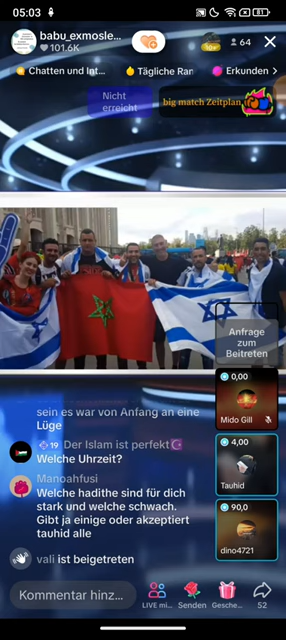 05:03
81
babu_exmosle...
101.6K
64
Chatten und Int...
Tägliche Ran
Erkunden >
Nicht
erreicht
big match Zeitplan
Anfrage
zum
Beitreten
0,00
Mido Gill
4,00
Tauhid
90,0
dino4721
sein es war von Anfang an eine
Lüge
19 Der Islam ist perfekt☪️
Welche Uhrzeit?
Manoahfusi
Welche hadithe sind für dich
stark und welche schwach.
Gibt ja einige oder akzeptiert
tauhid alle
vali ist beigetreten
Kommentar hinz...
LIVE mi...
Senden
Gesche...
52